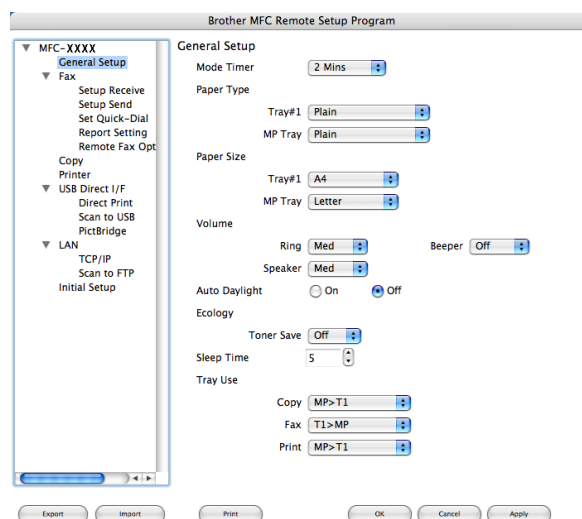 Brother MFC Remote Setup Program
MFC-XXXX
General Setup
Fax
Setup Receive
Setup Send
Set Quick-Dial
Report Setting
Remote Fax Opt
Copy
Printer
USB Direct I/F
Direct Print
Scan to USB
PictBridge
LAN
TCP/IP
Scan to FTP
Initial Setup
General Setup
Mode Timer 2 Mins
Paper Type
Tray#1 Plain
MP Tray Plain
Paper Size
Tray#1 A4
MP Tray Letter
Volume
Ring Med Beeper Off
Speaker Med
Auto Daylight On Off
Ecology
Toner Save Off
Sleep Time 5
Tray Use
Copy MP>T1
Fax T1>MP
Print MP>T1
Export Import Print OK Cancel Apply